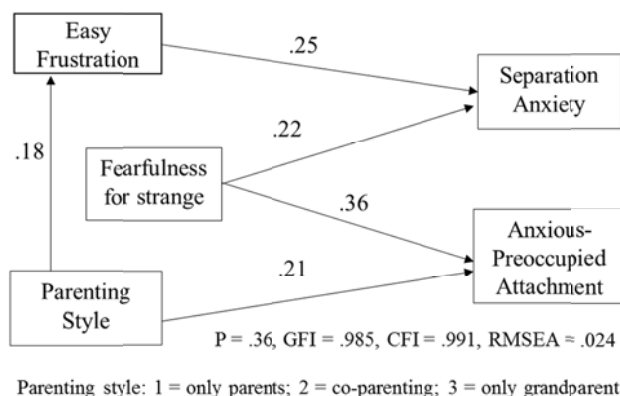 Easy
Frustration
.25
Separation
Anxiety
.22
.18
Fearfulness
for strange
.36
Anxious-
Preoccupied
Attachment
.21
Parenting
Style
P = .36, GFI = .985, CFI = .991, RMSEA = .024
Parenting style: 1 = only parents; 2 = co-parenting; 3 = only grandparent